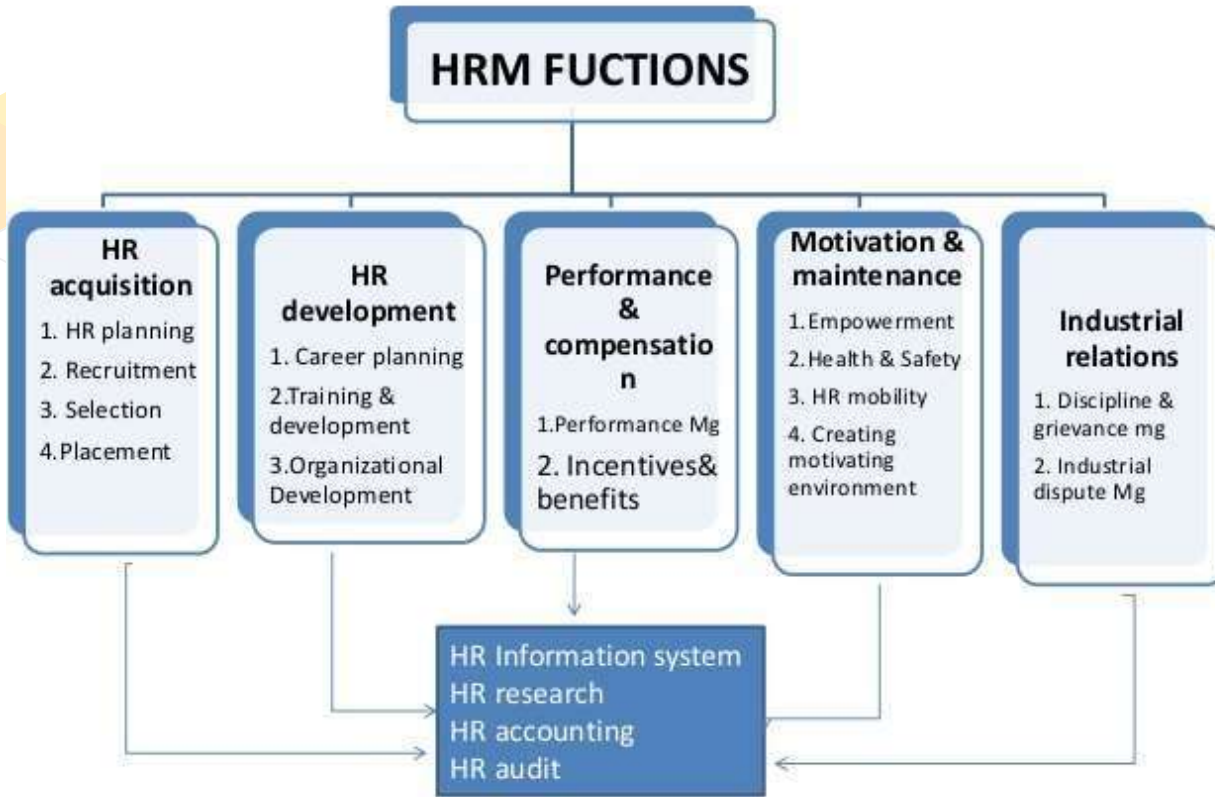 HRM FUCTIONS
HR
acquisition
1. HR planning
2. Recruitment
3. Selection
4.Placement
HR
development
1. Career planning
2.Training &
development
3.Organizational
Development
Performance
&
compensatio
n
1.Performance Mg
2. Incentives&
benefits
Motivation &
maintenance
1.Empowerment
2.Health & Safety
3. HR mobility
4. Creating
motivating
environment
Industrial
relations
1. Discipline &
grievance mg
2. Industrial
dispute Mg
HR Information system
HR research
HR accounting
HR audit